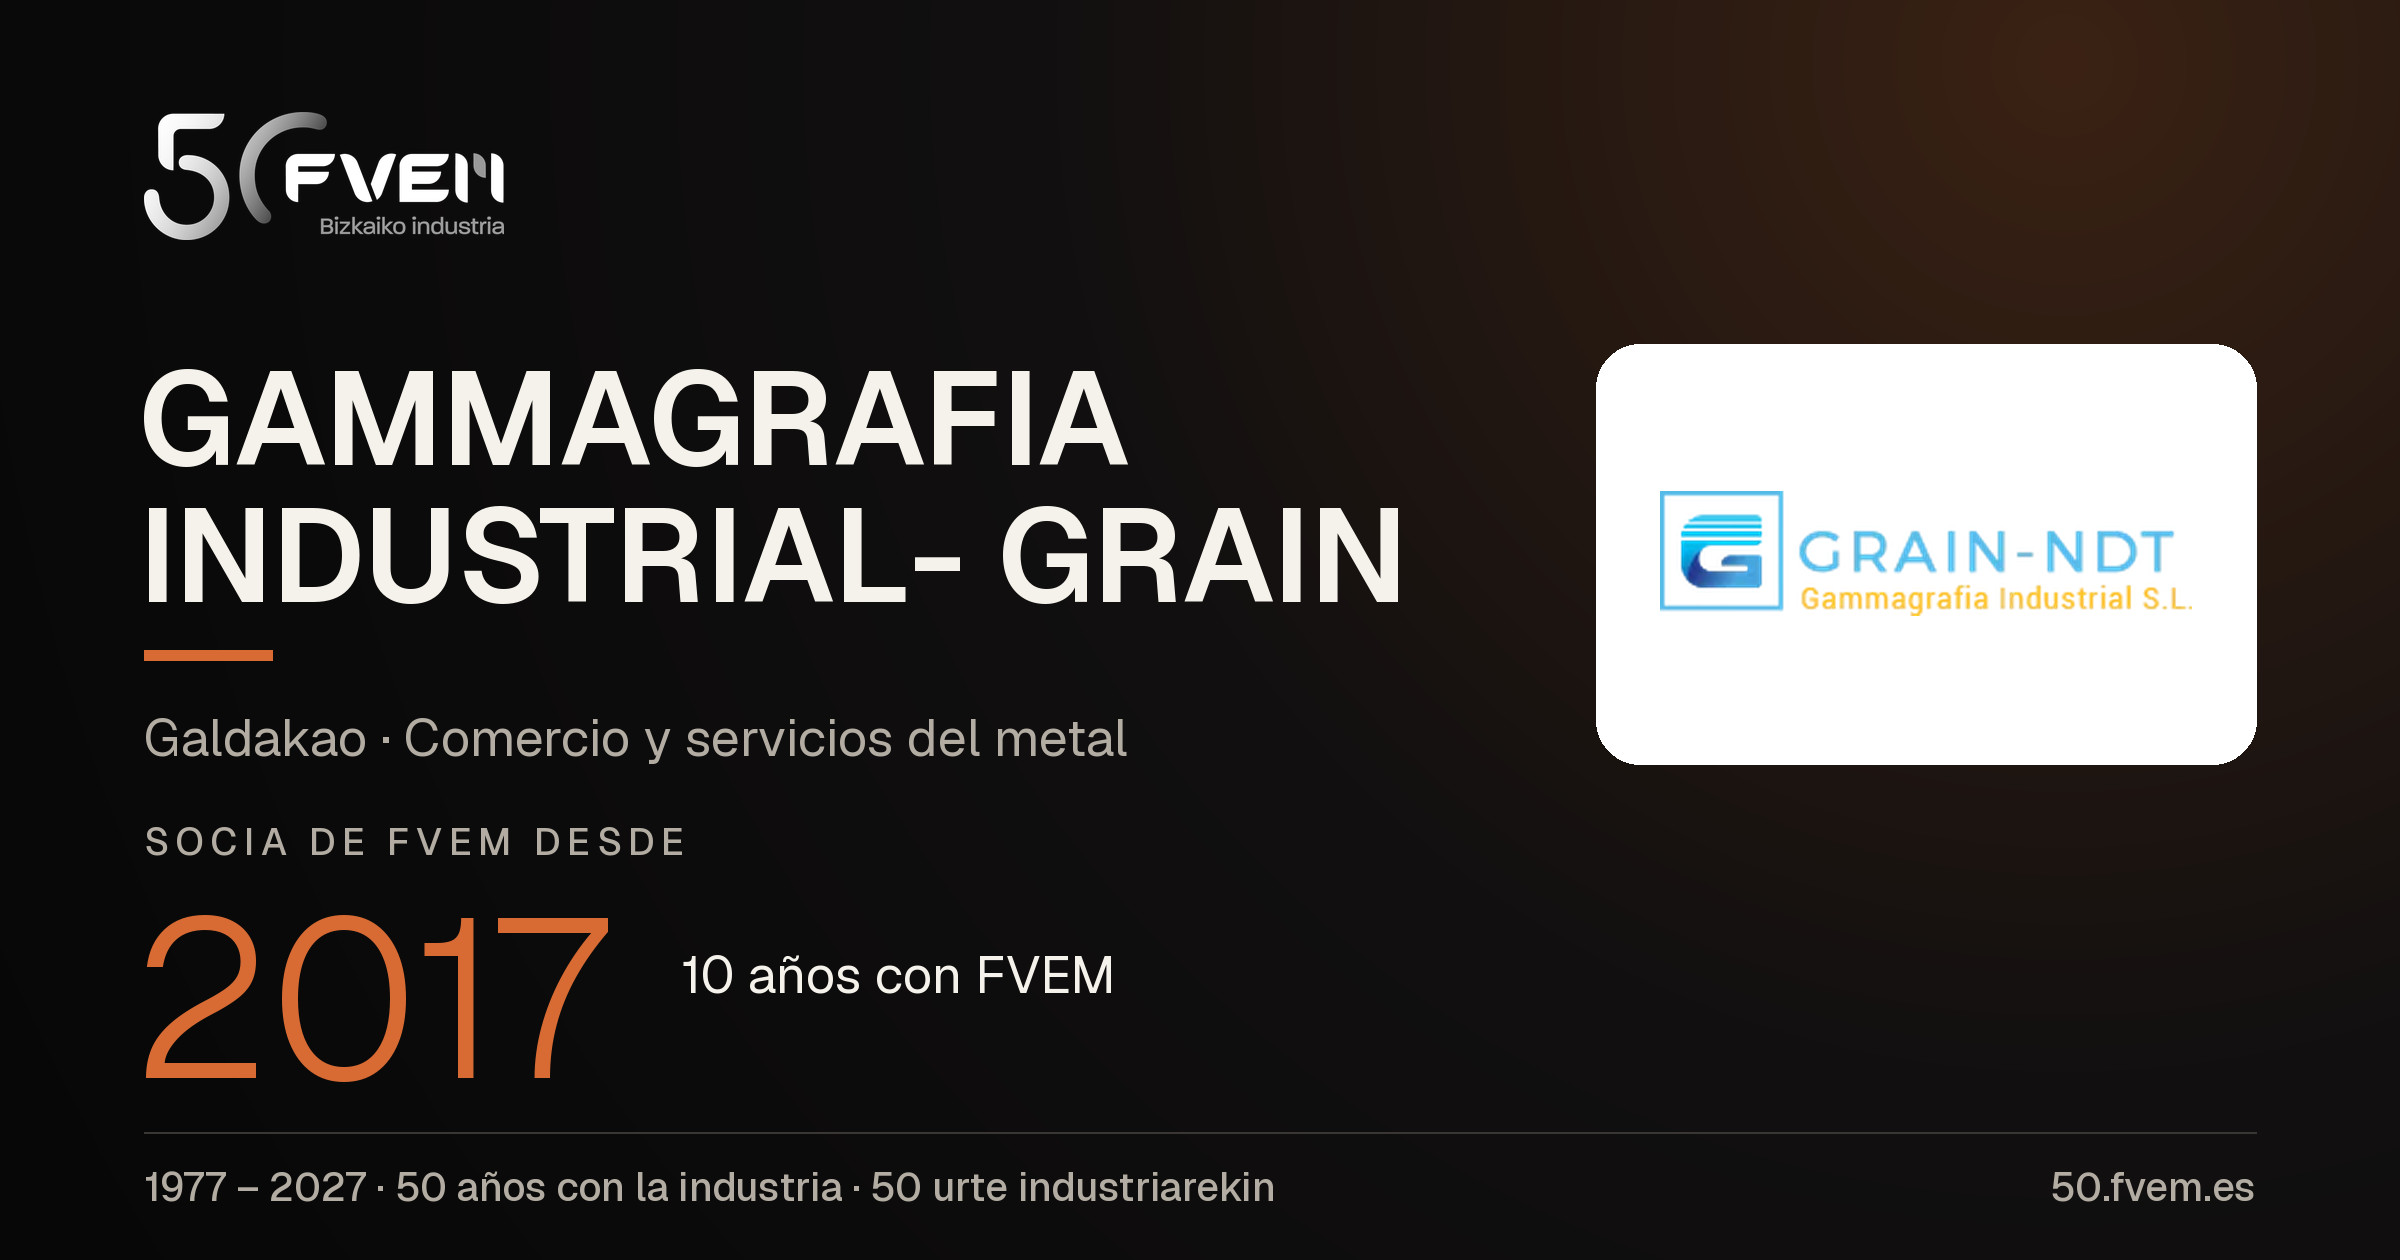 50 FVEM
Bizkaiko industria
GAMMAGRAFIA
INDUSTRIAL- GRAIN
G GRAIN-NDT
Gammagrafia Industrial S.L.
Galdakao · Comercio y servicios del metal
SOCIA DE FVEM DESDE
2017
10 años con FVEM
1977 – 2027 · 50 años con la industria · 50 urte industriarekin
50.fvem.es